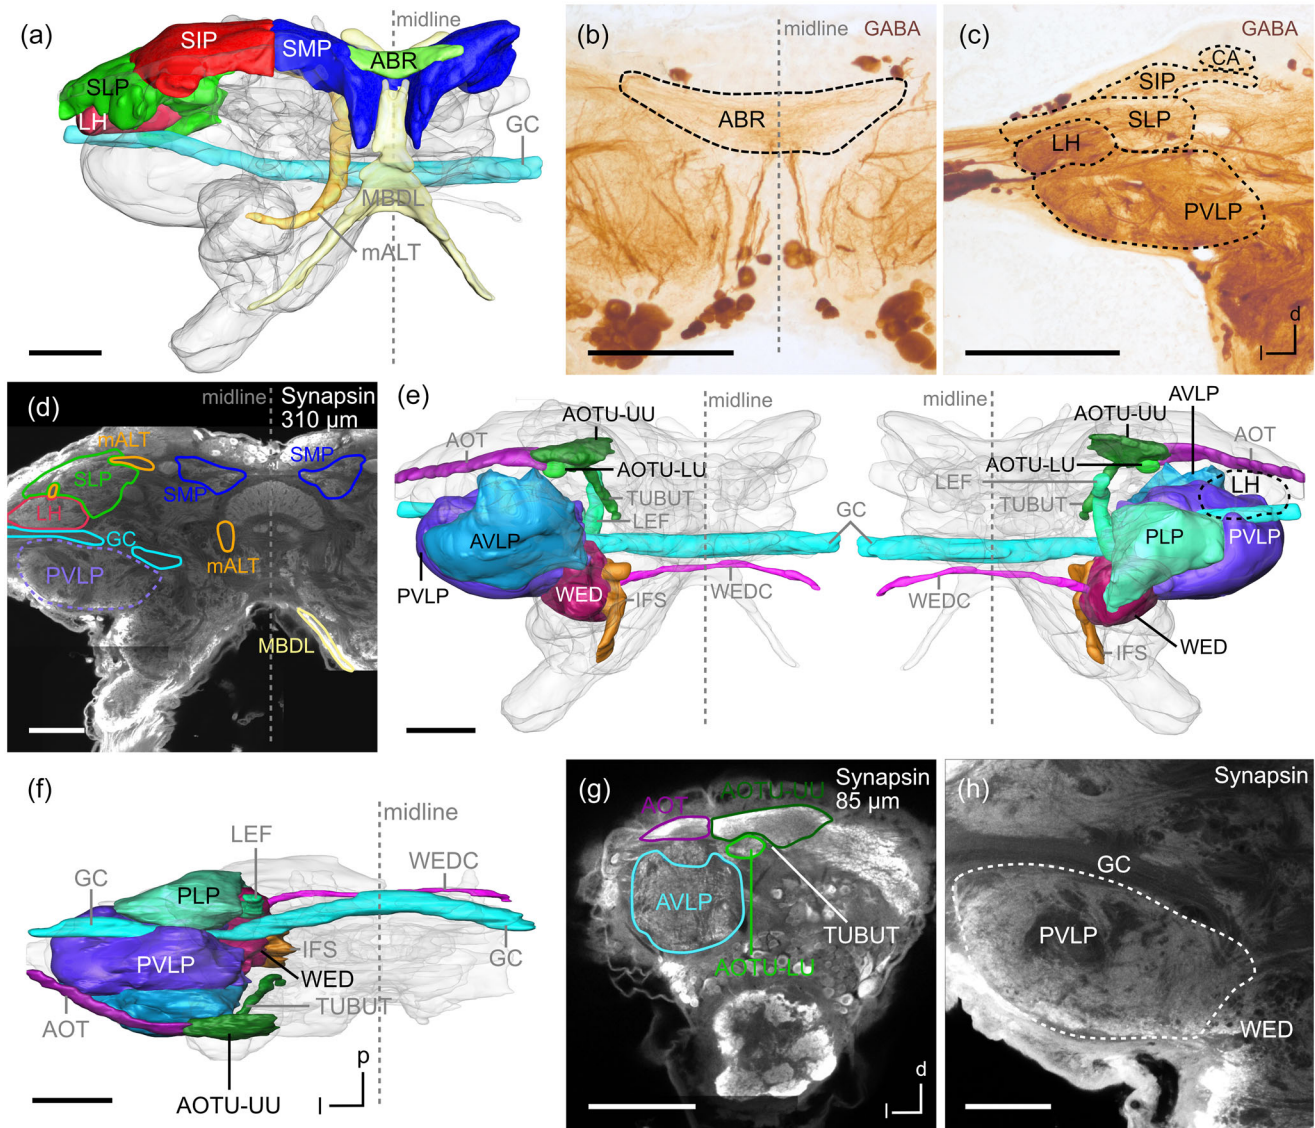 (a)
SIP
SMP
midline
ABR
SLP
LH
GC
MBDL
mALT
(b)
midline
GABA
ABR
(c)
GABA
CA
SIP
SLP
LH
PVLP
d
l
(d)
midline
Synapsin
310 µm
mALT
SMP
SLP
SMP
LH
GC
mALT
PVLP
MBDL
(e)
midline
AOTU-UU
AOT
AOTU-LU
TUBUT
LEF
AVLP
GC
PVLP
WED
WEDC
IFS
midline
AVLP
AOTU-UU
AOT
AOTU-LU
LEF
LH
TUBUT
PLP
PVLP
WEDC
WED
IFS
(f)
midline
LEF
WEDC
GC
PLP
IFS
GC
PVLP
WED
TUBUT
AOT
p
l
AOTU-UU
(g)
Synapsin
85 µm
AOTU-UU
AOT
AVLP
TUBUT
AOTU-LU
d
l
(h)
Synapsin
GC
PVLP
WED